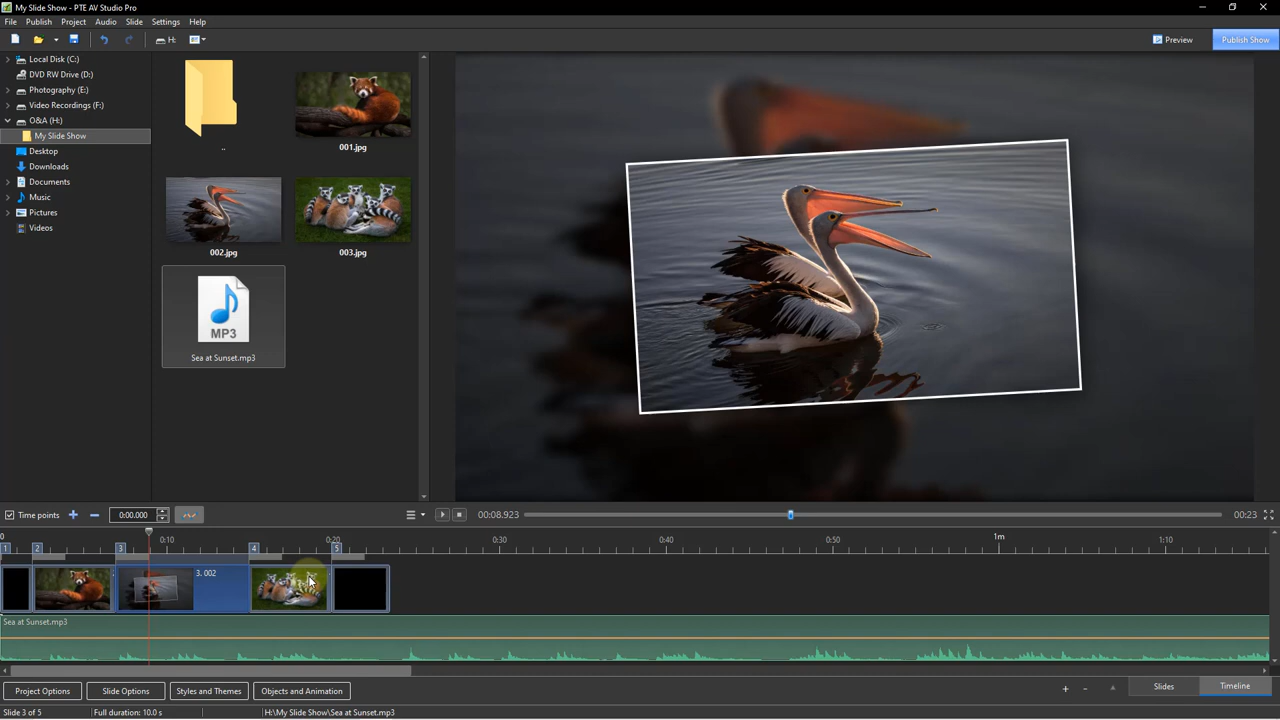 My Slide Show - PTE AV Studio Pro
File Publish Project Audio Slide Settings Help
H: Preview Publish Show
Local Disk (C:)
DVD RW Drive (D:)
Photography (E:)
Video Recordings (F:)
O&A (H:)
My Slide Show
Desktop
Downloads
Documents
Music
Pictures
Videos
..
001.jpg
002.jpg
003.jpg
MP3
Sea at Sunset.mp3
Time points 0:00.000 00:08.923 00:23
0 0:10 0:20 0:30 0:40 0:50 1m 1:10
1 2 3 4 5
3. 002
Sea at Sunset.mp3
Project Options Slide Options Styles and Themes Objects and Animation + - Slides Timeline
Slide 3 of 5 Full duration: 10.0 s H:\My Slide Show\Sea at Sunset.mp3